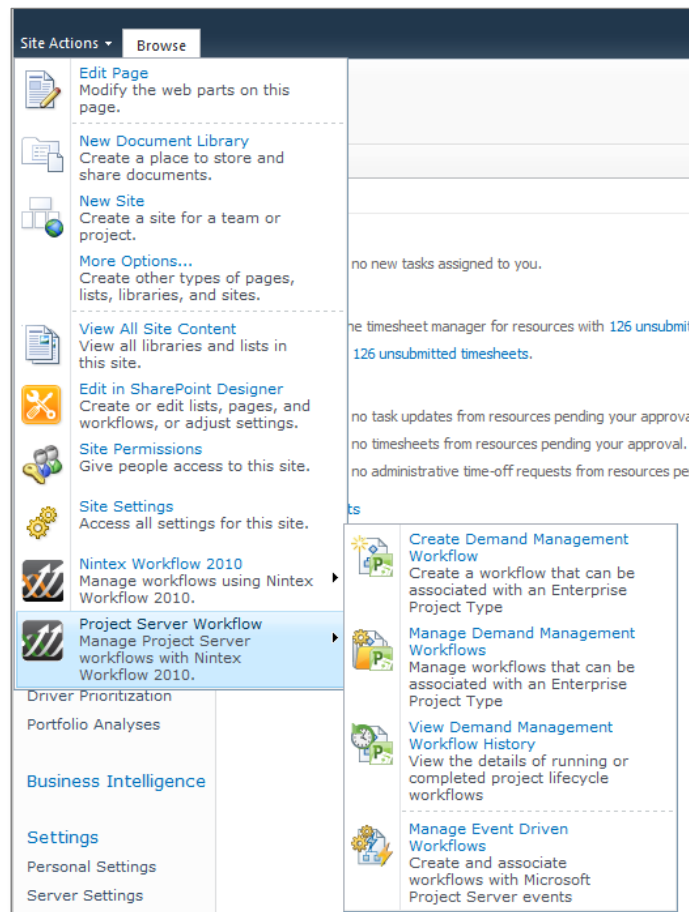 Site Actions
Browse
Edit Page
Modify the web parts on this
page.
New Document Library
Create a place to store and
share documents.
New Site
Create a site for a team or
project.
More Options...
Create other types of pages,
lists, libraries, and sites.
View All Site Content
View all libraries and lists in
this site.
Edit in SharePoint Designer
Create or edit lists, pages, and
workflows, or adjust settings.
Site Permissions
Give people access to this site.
Site Settings
Access all settings for this site.
Nintex Workflow 2010
Manage workflows using Nintex
Workflow 2010.
Project Server Workflow
Manage Project Server
workflows with Nintex
Workflow 2010.
no new tasks assigned to you.
timesheet manager for resources with 126
126 unsubmitted timesheets.
no task updates from resources pending your
no timesheets from resources pending your approval.
no administrative time-off requests from resources
Create Demand Management
Workflow
Create a workflow that can be
associated with an Enterprise
Project Type
Manage Demand Management
Workflows
Manage workflows that can be
associated with an Enterprise
Project Type
View Demand Management
Workflow History
View the details of running or
completed project lifecycle
workflows
Manage Event Driven
Workflows
Create and associate
workflows with Microsoft
Project Server events
Driver Prioritization
Portfolio Analyses
Business Intelligence
Settings
Personal Settings
Server Settings